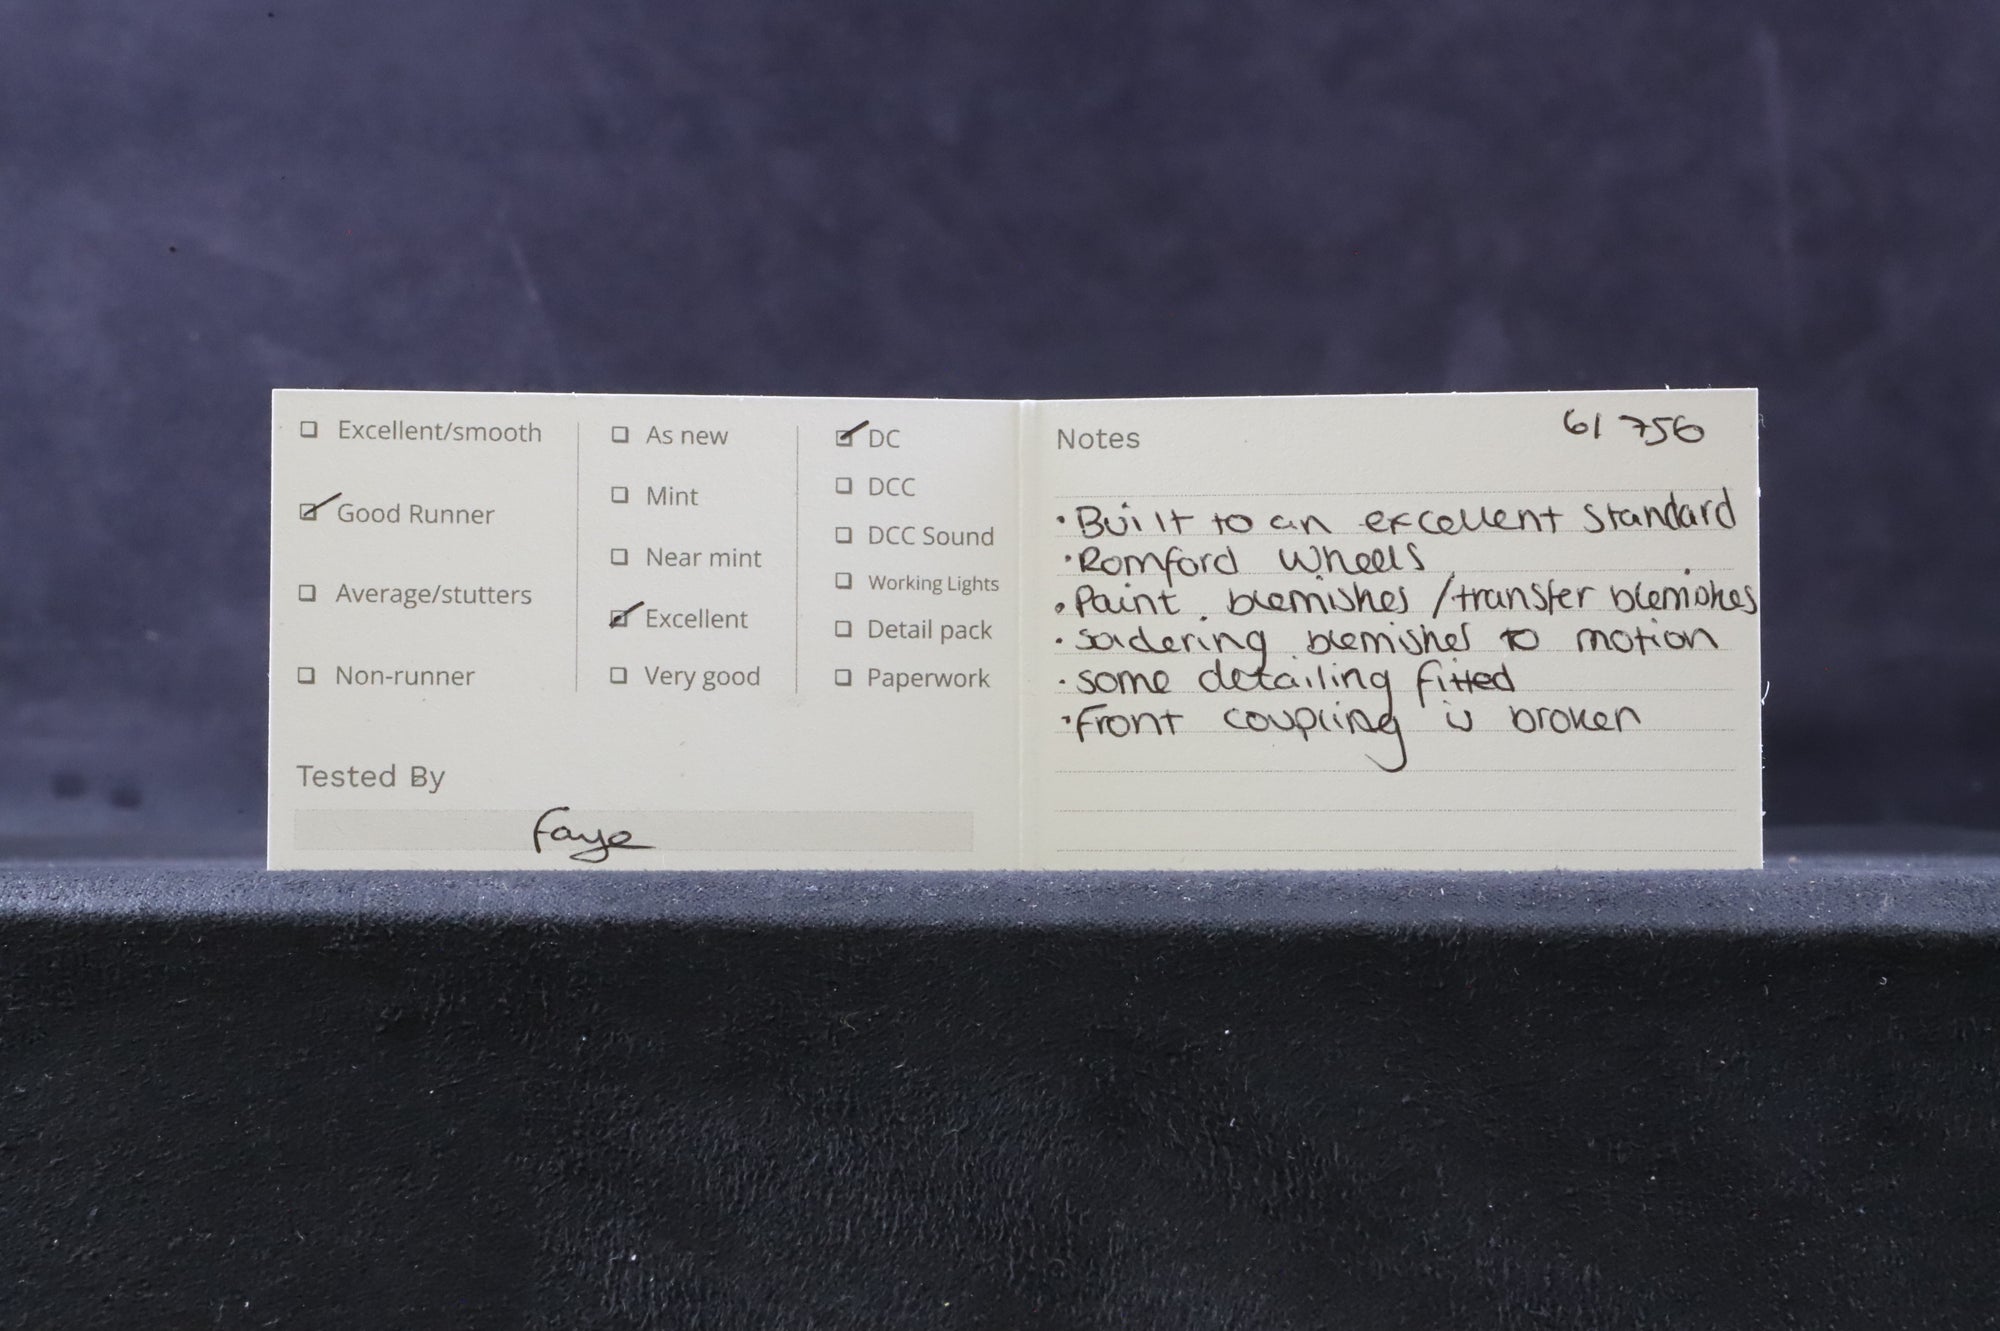 ☐ Excellent/smooth
☑ Good Runner
☐ Average/stutters
☐ Non-runner
☐ As new
☐ Mint
☐ Near mint
☑ Excellent
☐ Very good
☑ DC
☐ DCC
☐ DCC Sound
☐ Working Lights
☐ Detail pack
☐ Paperwork
Tested By
Faye
Notes
61756
• Built to an excellent standard
• Romford Wheels
• Paint blemishes / transfer blemishes
• soldering blemishes to motion
• some detailing fitted
• Front coupling is broken